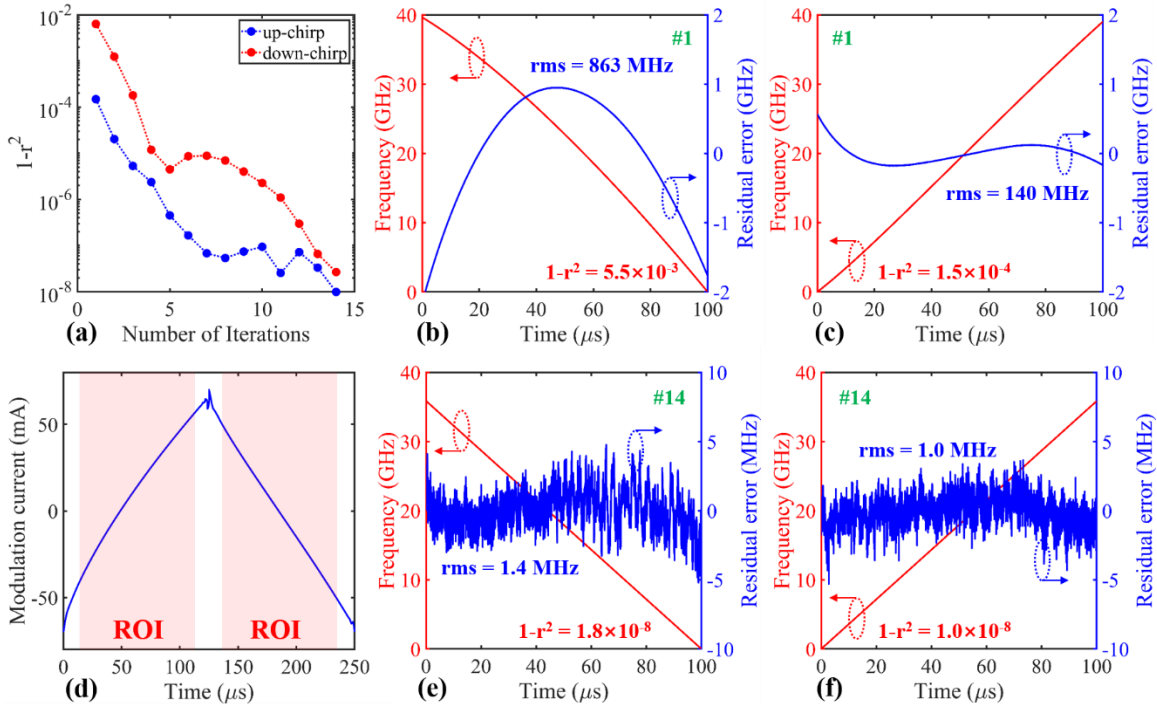 10^-2
10^-4
10^-6
10^-8
1-r^2
up-chirp
down-chirp
0
5
10
15
Number of Iterations
(a)
40
30
20
10
0
Frequency (GHz)
#1
rms = 863 MHz
1-r^2 = 5.5×10^-3
2
1
0
-1
-2
Residual error (GHz)
0
20
40
60
80
100
Time (μs)
(b)
40
30
20
10
0
Frequency (GHz)
#1
rms = 140 MHz
1-r^2 = 1.5×10^-4
2
1
0
-1
-2
Residual error (GHz)
0
20
40
60
80
100
Time (μs)
(c)
50
0
-50
Modulation current (mA)
ROI
ROI
0
50
100
150
200
250
Time (μs)
(d)
40
30
20
10
0
Frequency (GHz)
#14
rms = 1.4 MHz
1-r^2 = 1.8×10^-8
10
5
0
-5
-10
Residual error (MHz)
0
20
40
60
80
100
Time (μs)
(e)
40
30
20
10
0
Frequency (GHz)
#14
rms = 1.0 MHz
1-r^2 = 1.0×10^-8
10
5
0
-5
-10
Residual error (MHz)
0
20
40
60
80
100
Time (μs)
(f)